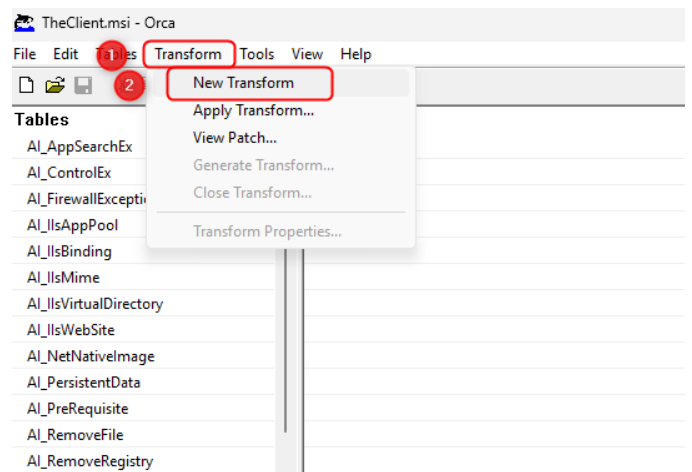 TheClient.msi - Orca
File Edit Tables Transform Tools View Help
1
2
New Transform
Apply Transform...
View Patch...
Generate Transform...
Close Transform...
Transform Properties...
Tables
AI_AppSearchEx
AI_ControlEx
AI_FirewallExcepti
AI_IIsAppPool
AI_IIsBinding
AI_IIsMime
AI_IIsVirtualDirectory
AI_IIsWebSite
AI_NetNativeImage
AI_PersistentData
AI_PreRequisite
AI_RemoveFile
AI_RemoveRegistry